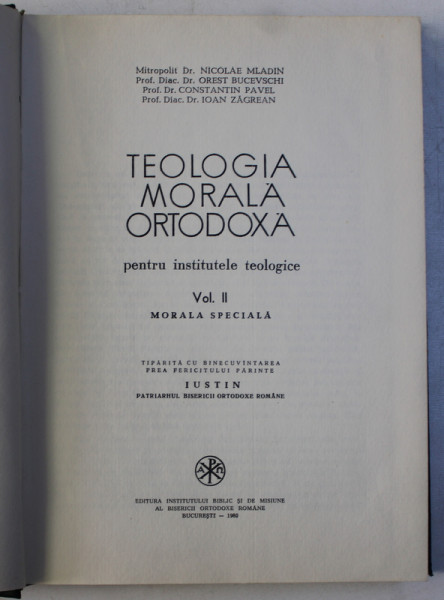 Mitropolit Dr. NICOLAE MLADIN
Prof. Diac. Dr. OREST BUCEVSCHI
Prof. Dr. CONSTANTIN PAVEL
Prof. Diac. Dr. IOAN ZĂGREAN
TEOLOGIA
MORALĂ
ORTODOXĂ
pentru institutele teologice
Vol. II
MORALA SPECIALĂ
TIPĂRITĂ CU BINECUVÎNTAREA
PREA FERICITULUI PĂRINTE
IUSTIN
PATRIARHUL BISERICII ORTODOXE ROMÂNE
Α Ω
EDITURA INSTITUTULUI BIBLIC ȘI DE MISIUNE
AL BISERICII ORTODOXE ROMÂNE
BUCUREȘTI —